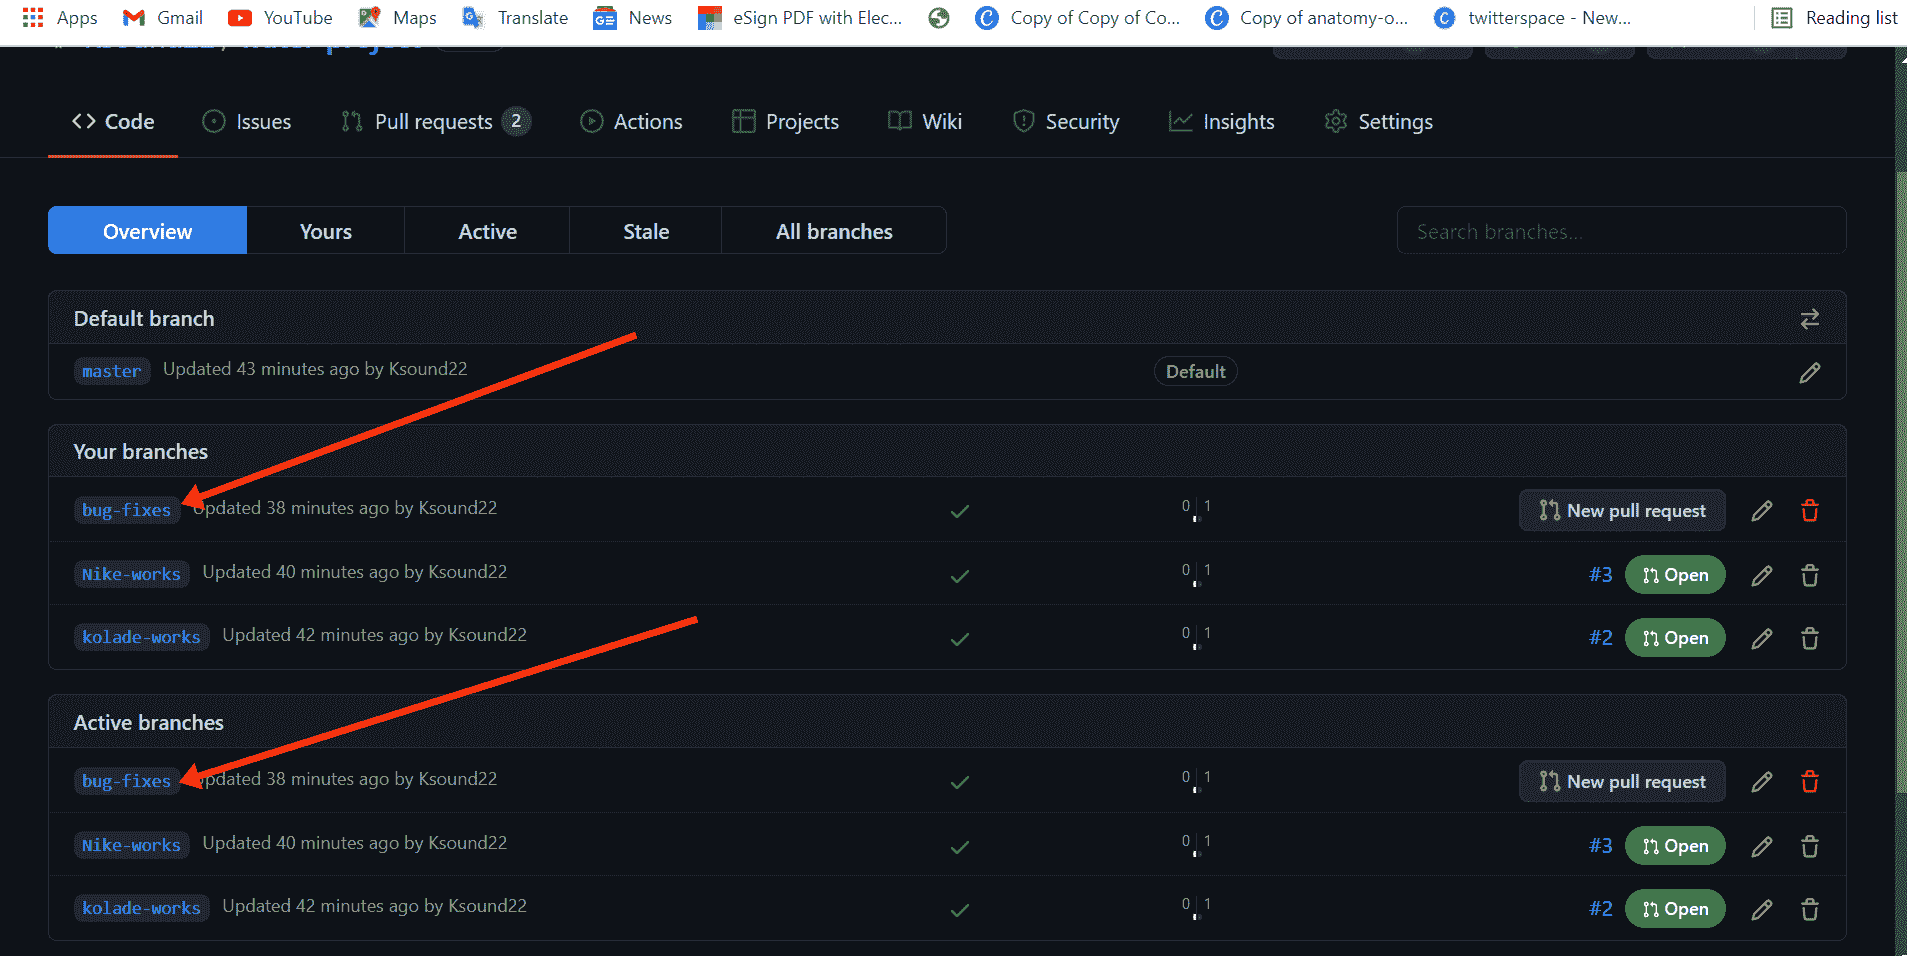 Apps Gmail YouTube Maps Translate News eSign PDF with Elec... Copy of Copy of Co... Copy of anatomy-o... twitterspace - New... Reading list
Code Issues Pull requests 2 Actions Projects Wiki Security Insights Settings
Overview Yours Active Stale All branches Search branches...
Default branch
master Updated 43 minutes ago by Ksound22 Default
Your branches
bug-fixes Updated 38 minutes ago by Ksound22 0 1 New pull request
Nike-works Updated 40 minutes ago by Ksound22 0 1 #3 Open
kolade-works Updated 42 minutes ago by Ksound22 0 1 #2 Open
Active branches
bug-fixes Updated 38 minutes ago by Ksound22 0 1 New pull request
Nike-works Updated 40 minutes ago by Ksound22 0 1 #3 Open
kolade-works Updated 42 minutes ago by Ksound22 0 1 #2 Open